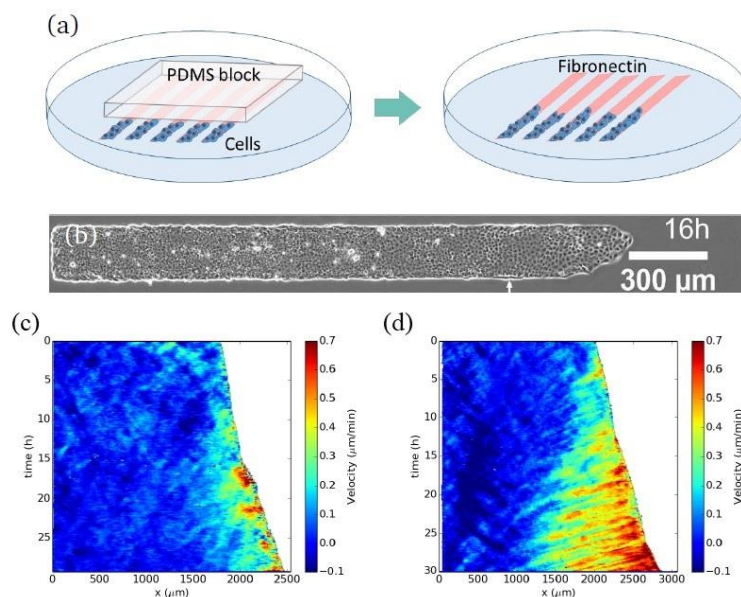 (a)
PDMS block
Cells
Fibronectin
(b)
16h
300 μm
(c)
0
5
10
15
20
25
time (h)
0 500 1000 1500 2000 2500
x (μm)
0.7
0.6
0.5
0.4
0.3
0.2
0.1
0.0
−0.1
Velocity (μm/min)
(d)
0
5
10
15
20
25
30
time (h)
0 500 1000 1500 2000 2500 3000
x (μm)
0.7
0.6
0.5
0.4
0.3
0.2
0.1
0.0
−0.1
Velocity (μm/min)